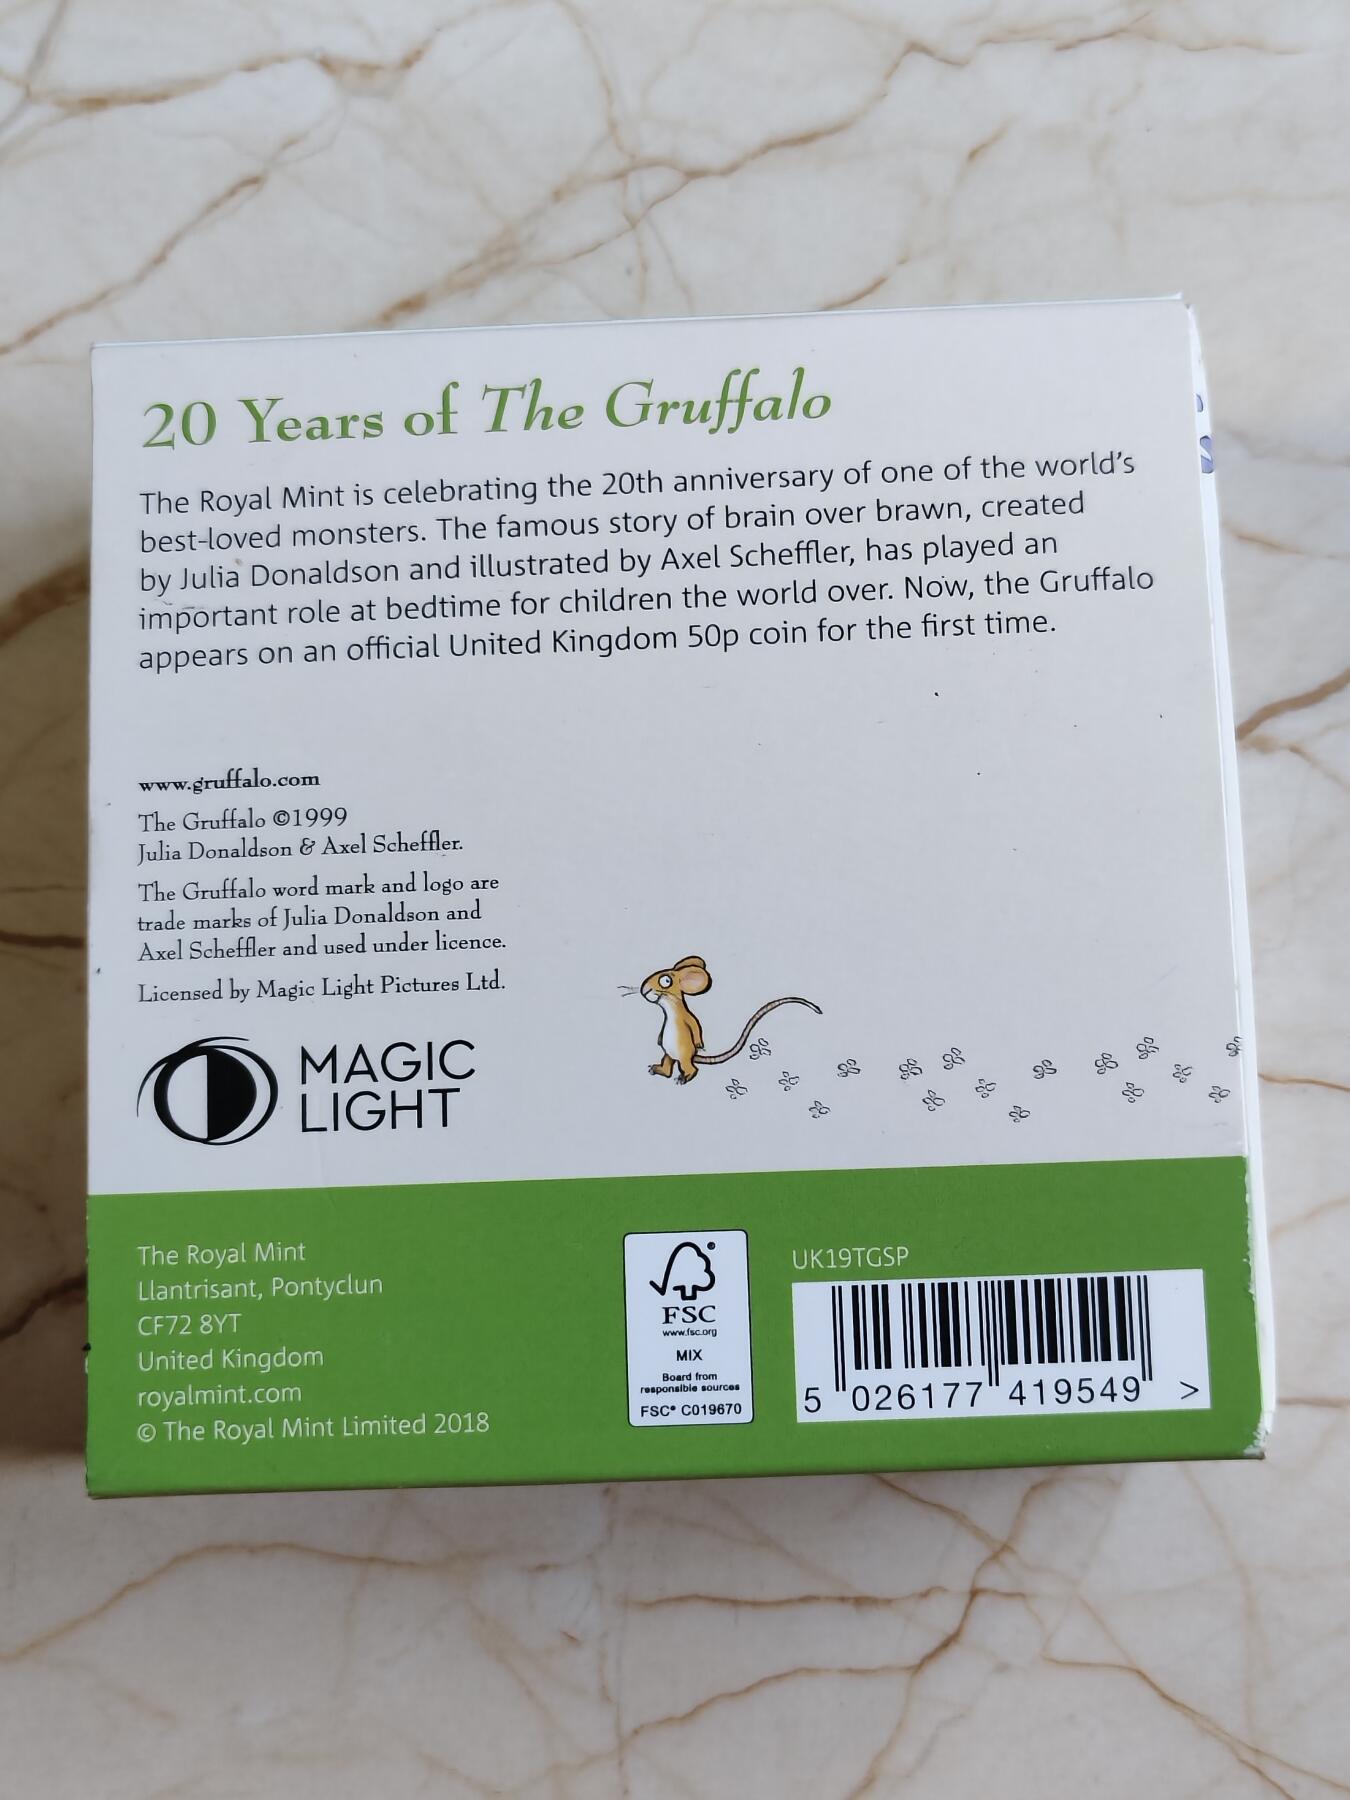 20 Years of The Gruffalo
The Royal Mint is celebrating the 20th anniversary of one of the world's
best-loved monsters. The famous story of brain over brawn, created
by Julia Donaldson and illustrated by Axel Scheffler, has played an
important role at bedtime for children the world over. Now, the Gruffalo
appears on an official United Kingdom 50p coin for the first time.
www.gruffalo.com
The Gruffalo ©1999
Julia Donaldson & Axel Scheffler.
The Gruffalo word mark and logo are
trade marks of Julia Donaldson and
Axel Scheffler and used under licence.
Licensed by Magic Light Pictures Ltd.
MAGIC
LIGHT
The Royal Mint
Llantrisant, Pontyclun
CF72 8YT
United Kingdom
royalmint.com
© The Royal Mint Limited 2018
®
FSC
www.fsc.org
MIX
Board from
responsible sources
FSC® C019670
UK19TGSP
5 026177 419549 >